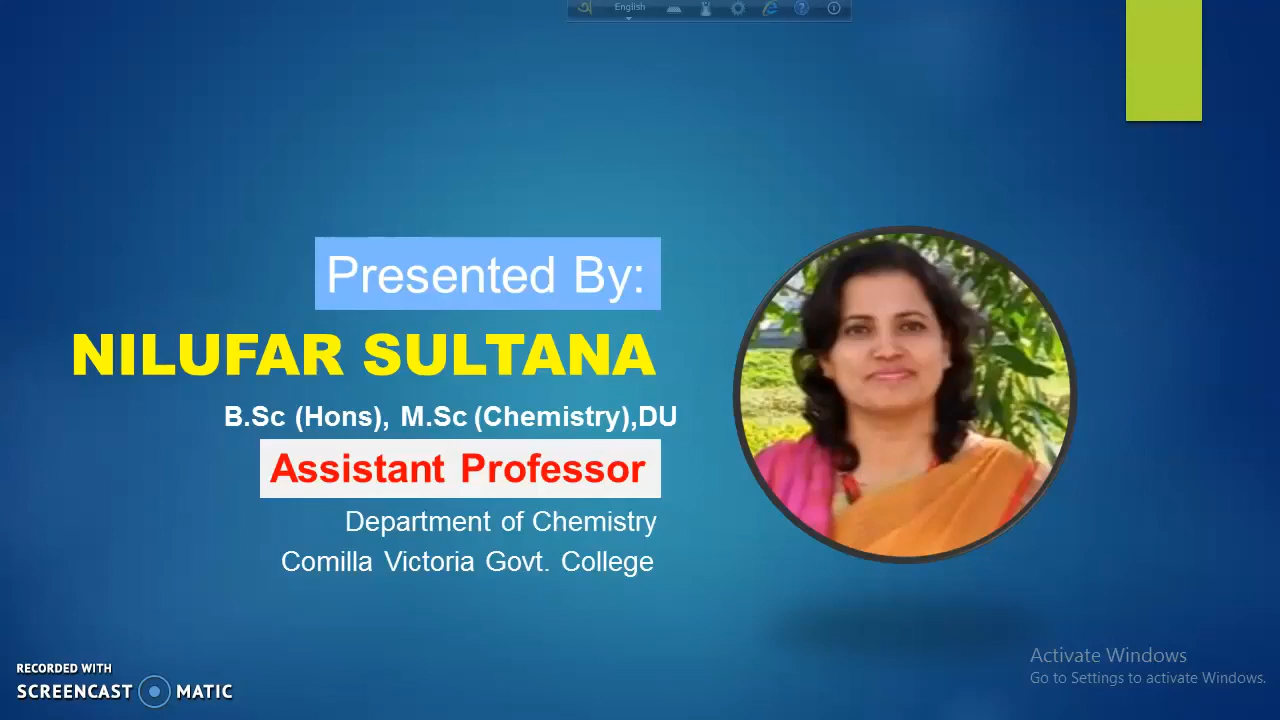 English
Presented By:
NILUFAR SULTANA
B.Sc (Hons), M.Sc (Chemistry),DU
Assistant Professor
Department of Chemistry
Comilla Victoria Govt. College
RECORDED WITH
SCREENCAST MATIC
Activate Windows
Go to Settings to activate Windows.